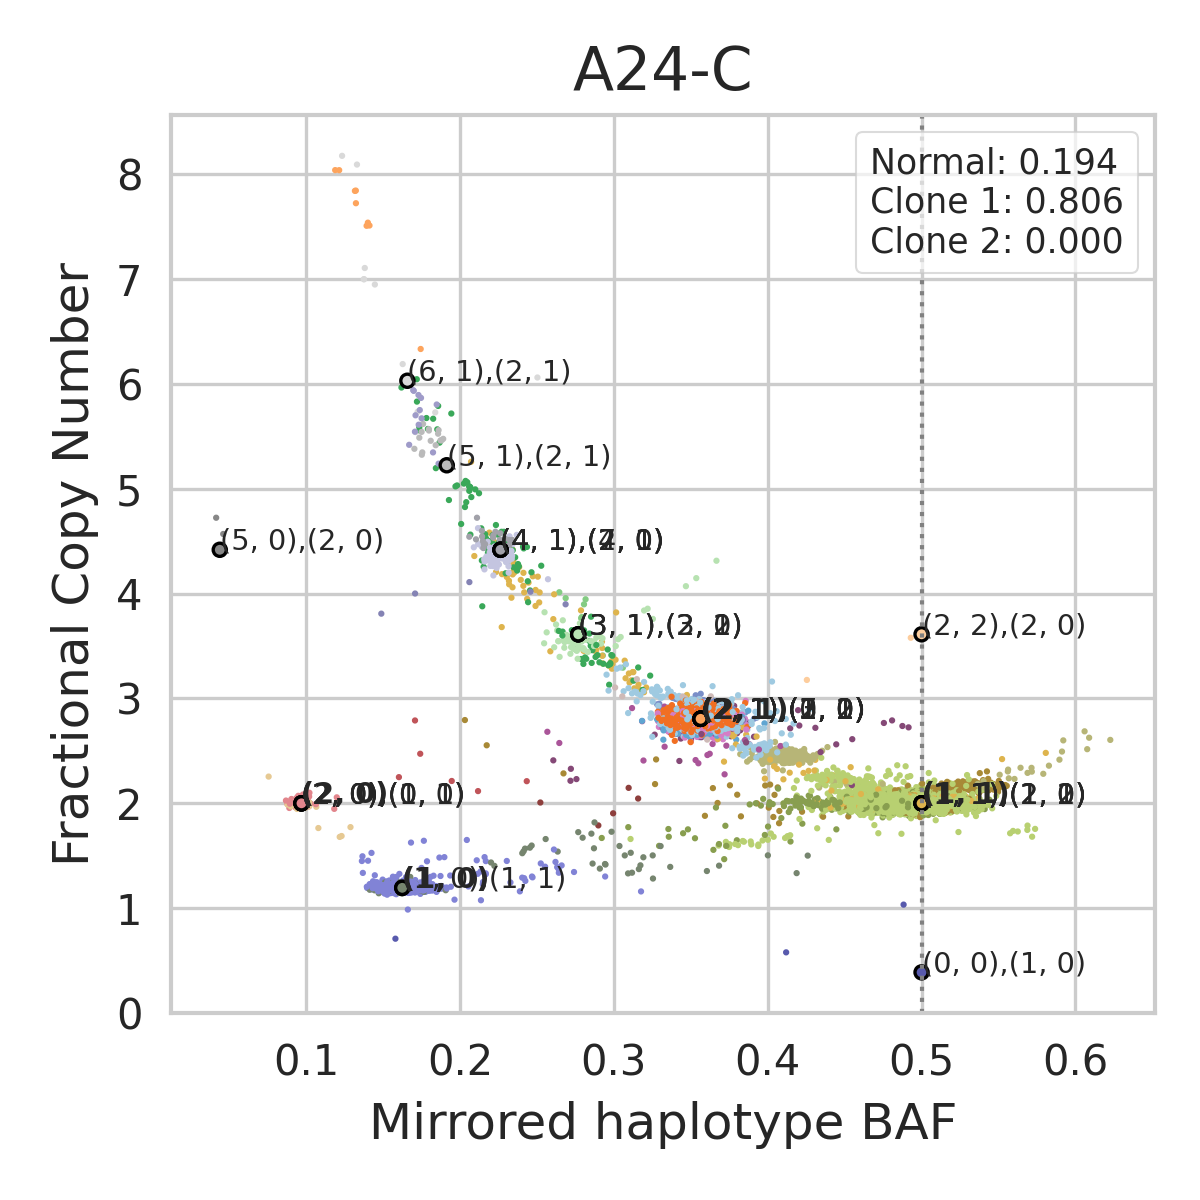 A24-C
Normal: 0.194
Clone 1: 0.806
Clone 2: 0.000
Fractional Copy Number
8
7
6
5
4
3
2
1
0
(6, 1),(2, 1)
(5, 1),(2, 1)
(5, 0),(2, 0)
(2, 2),(2, 0)
(0, 0),(1, 0)
0.1
0.2
0.3
0.4
0.5
0.6
Mirrored haplotype BAF